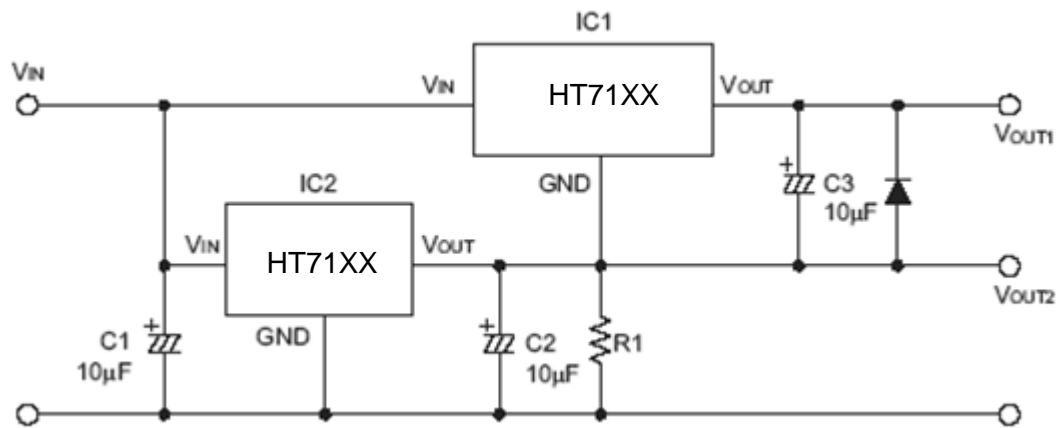 IC1
VIN
VIN
HT71XX
VOUT
VOUT1
GND
C3
10μF
IC2
VIN
HT71XX
VOUT
VOUT2
GND
C1
10μF
C2
10μF
R1